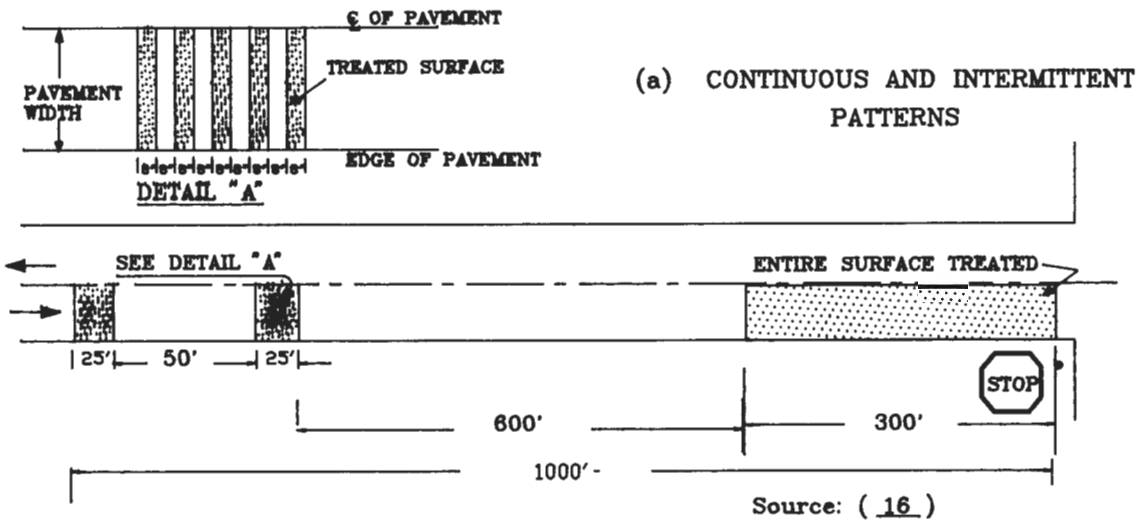 ℄ OF PAVEMENT
TREATED SURFACE
PAVEMENT
WIDTH
(a) CONTINUOUS AND INTERMITTENT
PATTERNS
EDGE OF PAVEMENT
DETAIL "A"
SEE DETAIL "A"
ENTIRE SURFACE TREATED
25' 50' 25'
STOP
600' 300'
1000'-
Source: ( 16 )